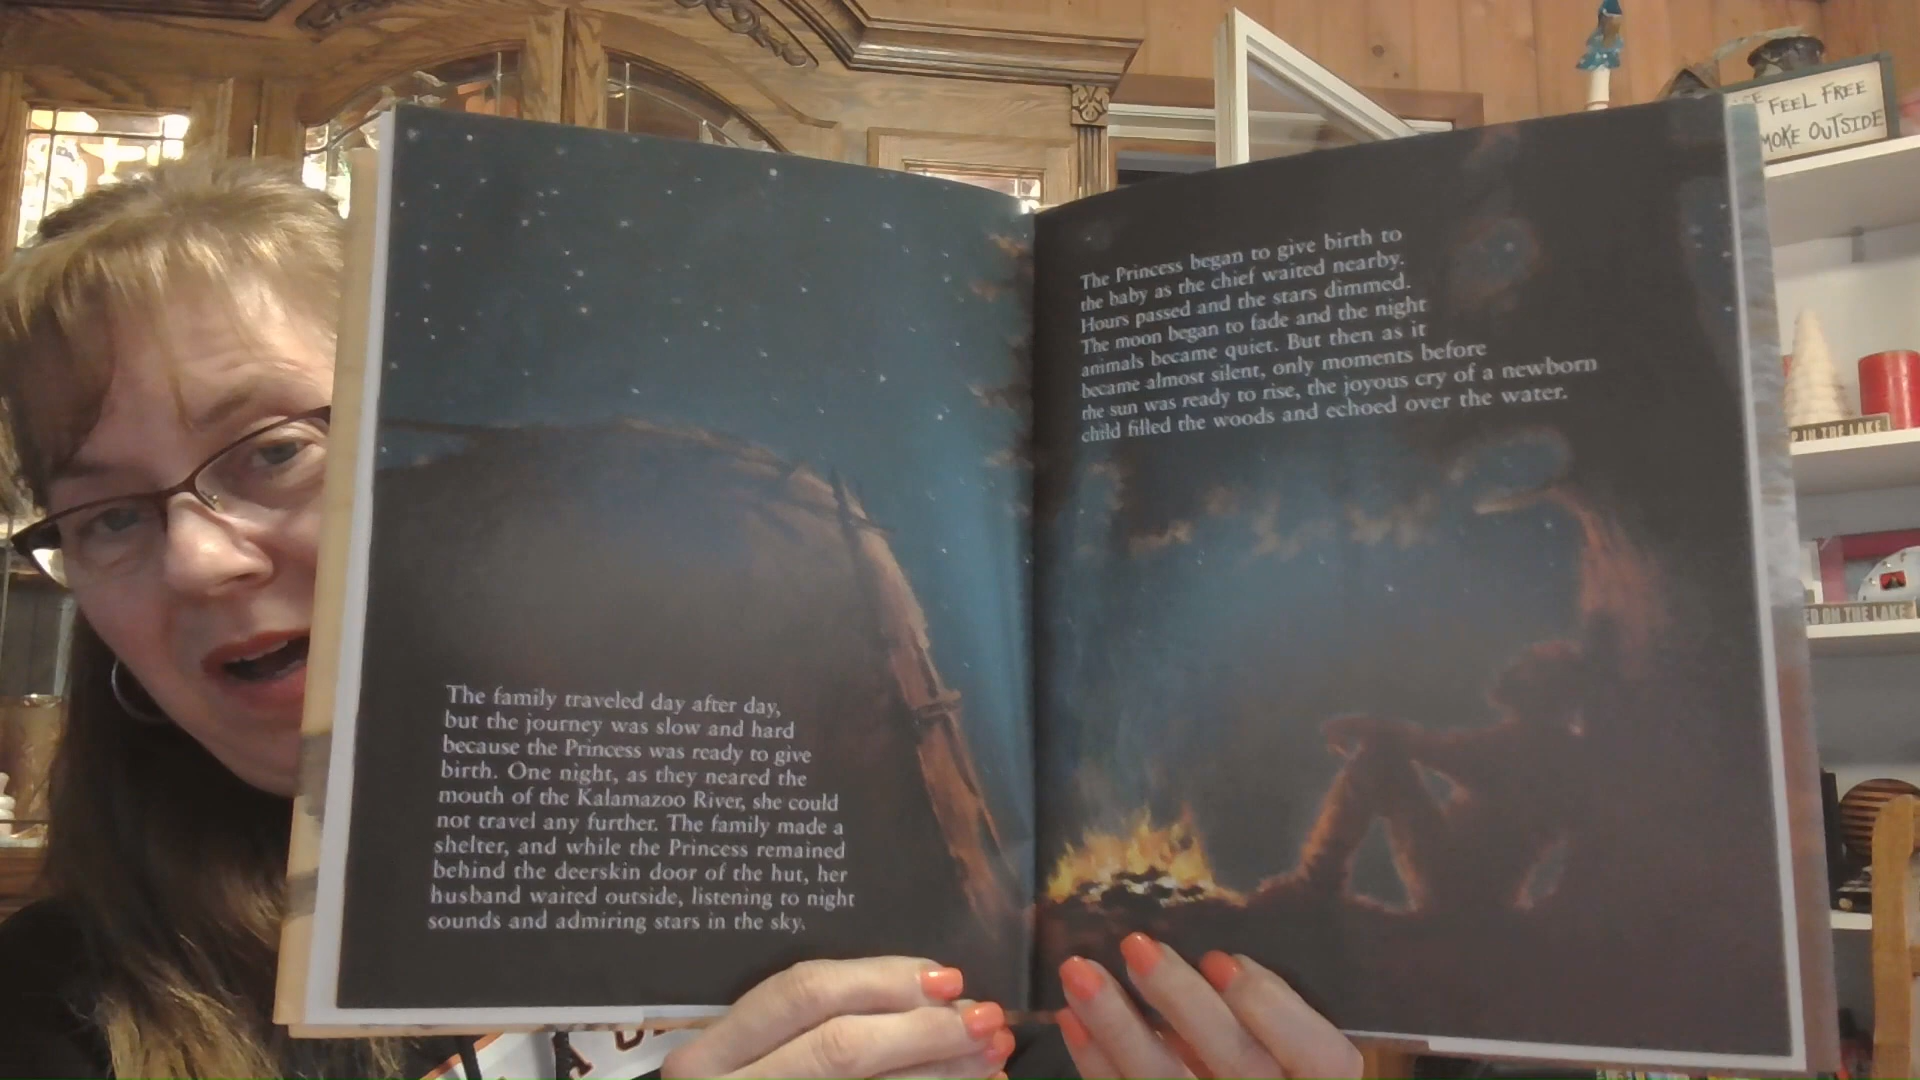 The family traveled day after day,
but the journey was slow and hard
because the Princess was ready to give
birth. One night, as they neared the
mouth of the Kalamazoo River, she could
not travel any further. The family made a
shelter, and while the Princess remained
behind the deerskin door of the hut, her
husband waited outside, listening to night
sounds and admiring stars in the sky.
The Princess began to give birth to
the baby as the chief waited nearby.
Hours passed and the stars dimmed.
The moon began to fade and the night
animals became quiet. But then as it
became almost silent, only moments before
the sun was ready to rise, the joyous cry of a newborn
child filled the woods and echoed over the water.
FEEL FREE
OUTSIDE
IN THE LAKE
ON THE LAKE